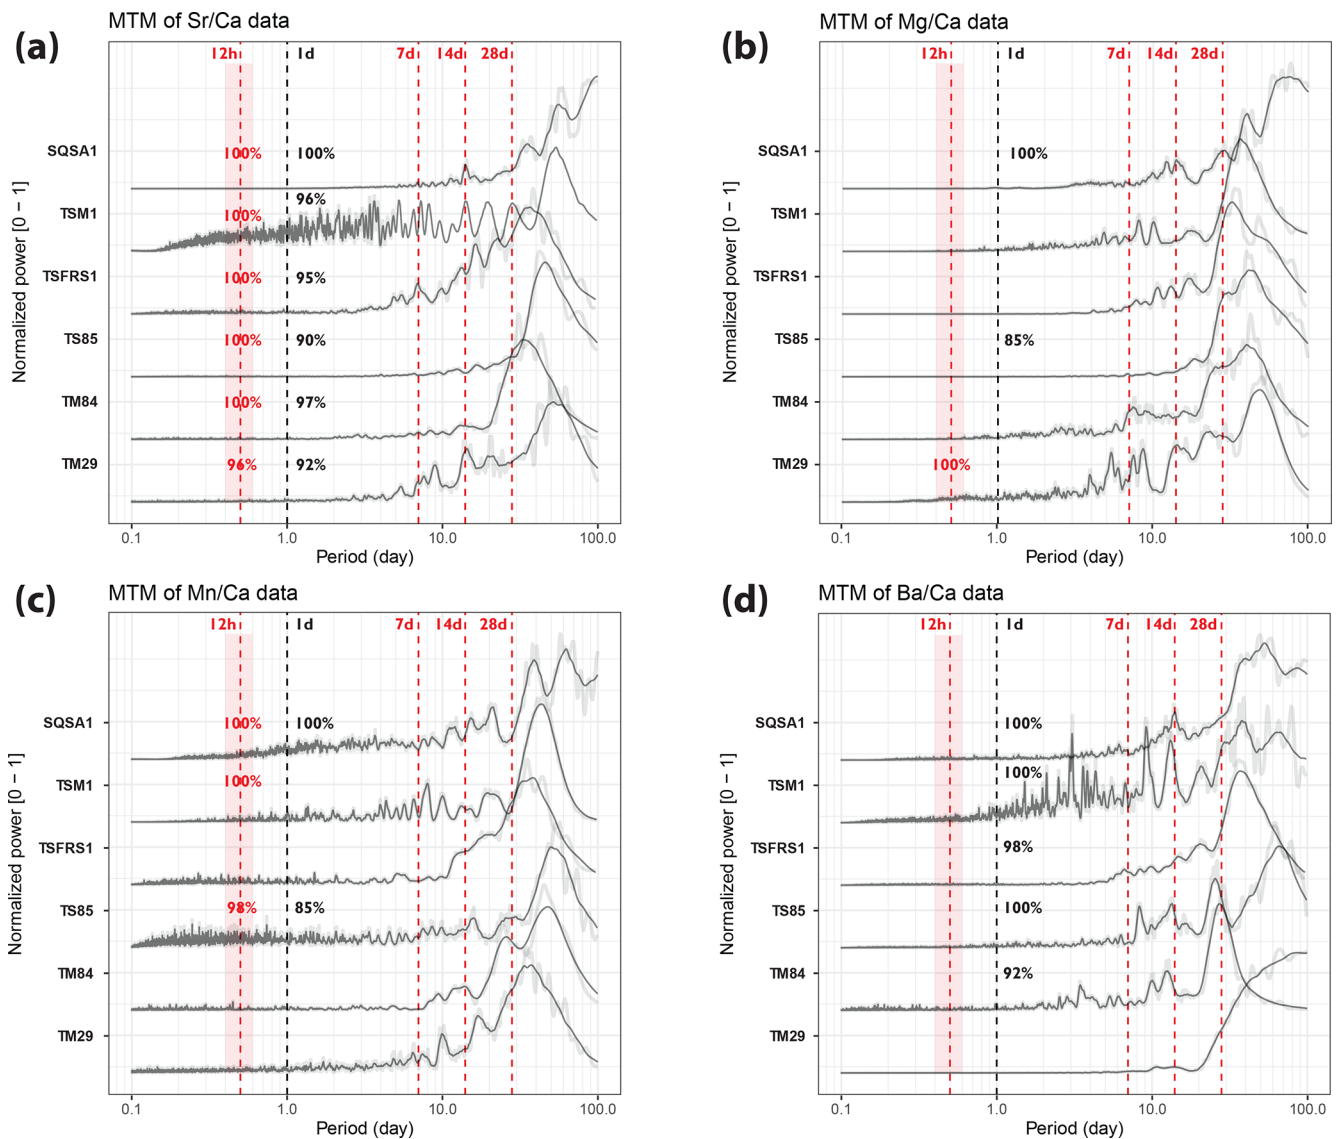 MTM of Sr/Ca data
(a)
12h 1d 7d 14d 28d
SQSA1 100% 100%
96%
TSM1 100%
TSFRS1 100% 95%
TS85 100% 90%
TM84 100% 97%
TM29 96% 92%
Normalized power [0 − 1]
0.1 1.0 10.0 100.0
Period (day)
MTM of Mg/Ca data
(b)
12h 1d 7d 14d 28d
SQSA1 100%
TSM1
TSFRS1
TS85 85%
TM84
TM29 100%
Normalized power [0 − 1]
0.1 1.0 10.0 100.0
Period (day)
MTM of Mn/Ca data
(c)
12h 1d 7d 14d 28d
SQSA1 100% 100%
TSM1 100%
TSFRS1
TS85 98% 85%
TM84
TM29
Normalized power [0 − 1]
0.1 1.0 10.0 100.0
Period (day)
MTM of Ba/Ca data
(d)
12h 1d 7d 14d 28d
SQSA1 100%
100%
TSM1
TSFRS1 98%
TS85 100%
TM84 92%
TM29
Normalized power [0 − 1]
0.1 1.0 10.0 100.0
Period (day)